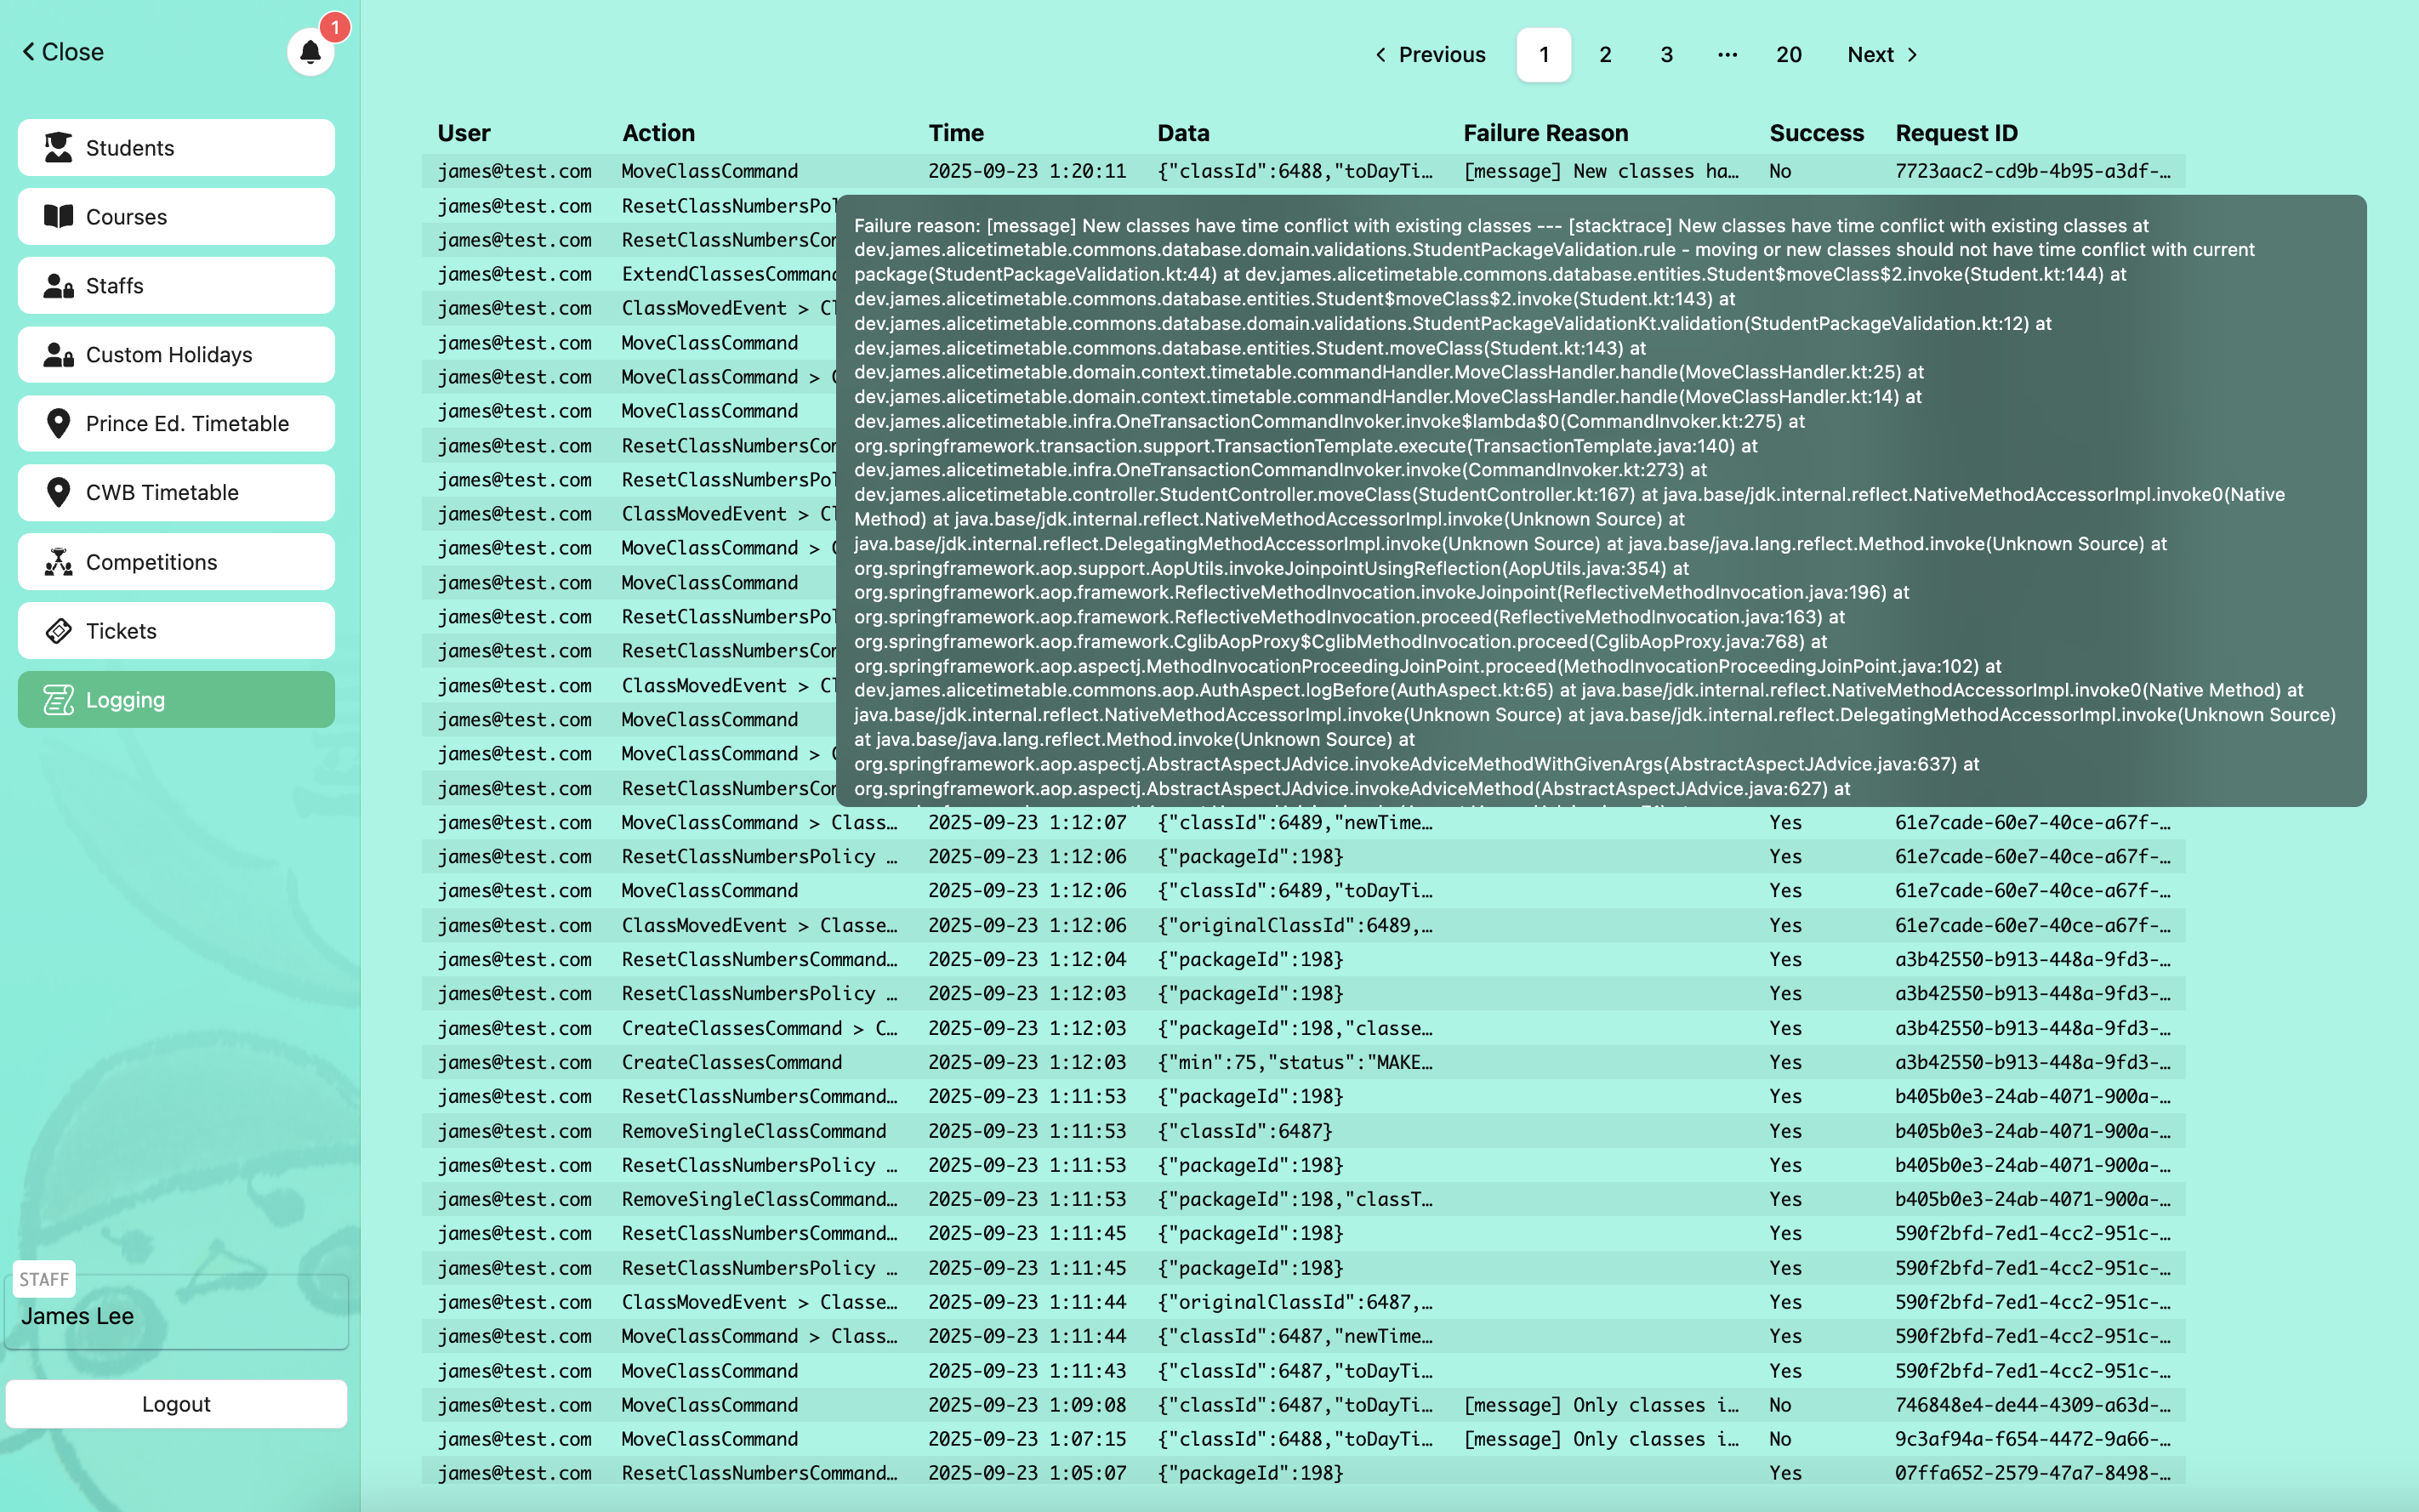 Close
1
Students
Courses
Staffs
Custom Holidays
Prince Ed. Timetable
CWB Timetable
Competitions
Tickets
Logging
STAFF
James Lee
Logout
Previous 1 2 3 ... 20 Next
User Action Time Data Failure Reason Success Request ID
james@test.com MoveClassCommand 2025-09-23 1:20:11 {"classId":6488,"toDayTi… [message] New classes ha… No 7723aac2-cd9b-4b95-a3df-…
james@test.com ResetClassNumbersPol
james@test.com ResetClassNumbersCor
james@test.com ExtendClassesCommand
james@test.com ClassMovedEvent > Cl
james@test.com MoveClassCommand
james@test.com MoveClassCommand > C
james@test.com MoveClassCommand
james@test.com ResetClassNumbersCor
james@test.com ResetClassNumbersPol
james@test.com ClassMovedEvent > Cl
james@test.com MoveClassCommand > C
james@test.com MoveClassCommand
james@test.com ResetClassNumbersPol
james@test.com ResetClassNumbersCor
james@test.com ClassMovedEvent > Cl
james@test.com MoveClassCommand
james@test.com MoveClassCommand > C
james@test.com ResetClassNumbersCor
Failure reason: [message] New classes have time conflict with existing classes --- [stacktrace] New classes have time conflict with existing classes at
dev.james.alicetimetable.commons.database.domain.validations.StudentPackageValidation.rule - moving or new classes should not have time conflict with current
package(StudentPackageValidation.kt:44) at dev.james.alicetimetable.commons.database.entities.Student$moveClass$2.invoke(Student.kt:144) at
dev.james.alicetimetable.commons.database.entities.Student$moveClass$2.invoke(Student.kt:143) at
dev.james.alicetimetable.commons.database.domain.validations.StudentPackageValidationKt.validation(StudentPackageValidation.kt:12) at
dev.james.alicetimetable.commons.database.entities.Student.moveClass(Student.kt:143) at
dev.james.alicetimetable.domain.context.timetable.commandHandler.MoveClassHandler.handle(MoveClassHandler.kt:25) at
dev.james.alicetimetable.domain.context.timetable.commandHandler.MoveClassHandler.handle(MoveClassHandler.kt:14) at
dev.james.alicetimetable.infra.OneTransactionCommandInvoker.invoke$lambda$0(CommandInvoker.kt:275) at
org.springframework.transaction.support.TransactionTemplate.execute(TransactionTemplate.java:140) at
dev.james.alicetimetable.infra.OneTransactionCommandInvoker.invoke(CommandInvoker.kt:273) at
dev.james.alicetimetable.controller.StudentController.moveClass(StudentController.kt:167) at java.base/jdk.internal.reflect.NativeMethodAccessorImpl.invoke0(Native
Method) at java.base/jdk.internal.reflect.NativeMethodAccessorImpl.invoke(Unknown Source) at
java.base/jdk.internal.reflect.DelegatingMethodAccessorImpl.invoke(Unknown Source) at java.base/java.lang.reflect.Method.invoke(Unknown Source) at
org.springframework.aop.support.AopUtils.invokeJoinpointUsingReflection(AopUtils.java:354) at
org.springframework.aop.framework.ReflectiveMethodInvocation.invokeJoinpoint(ReflectiveMethodInvocation.java:196) at
org.springframework.aop.framework.ReflectiveMethodInvocation.proceed(ReflectiveMethodInvocation.java:163) at
org.springframework.aop.framework.CglibAopProxy$CglibMethodInvocation.proceed(CglibAopProxy.java:768) at
org.springframework.aop.aspectj.MethodInvocationProceedingJoinPoint.proceed(MethodInvocationProceedingJoinPoint.java:102) at
dev.james.alicetimetable.commons.aop.AuthAspect.logBefore(AuthAspect.kt:65) at java.base/jdk.internal.reflect.NativeMethodAccessorImpl.invoke0(Native Method) at
java.base/jdk.internal.reflect.NativeMethodAccessorImpl.invoke(Unknown Source) at java.base/jdk.internal.reflect.DelegatingMethodAccessorImpl.invoke(Unknown Source)
at java.base/java.lang.reflect.Method.invoke(Unknown Source) at
org.springframework.aop.aspectj.AbstractAspectJAdvice.invokeAdviceMethodWithGivenArgs(AbstractAspectJAdvice.java:637) at
org.springframework.aop.aspectj.AbstractAspectJAdvice.invokeAdviceMethod(AbstractAspectJAdvice.java:627) at
james@test.com MoveClassCommand > Class… 2025-09-23 1:12:07 {"classId":6489,"newTime… Yes 61e7cade-60e7-40ce-a67f-…
james@test.com ResetClassNumbersPolicy … 2025-09-23 1:12:06 {"packageId":198} Yes 61e7cade-60e7-40ce-a67f-…
james@test.com MoveClassCommand 2025-09-23 1:12:06 {"classId":6489,"toDayTi… Yes 61e7cade-60e7-40ce-a67f-…
james@test.com ClassMovedEvent > Classe… 2025-09-23 1:12:06 {"originalClassId":6489,… Yes 61e7cade-60e7-40ce-a67f-…
james@test.com ResetClassNumbersCommand… 2025-09-23 1:12:04 {"packageId":198} Yes a3b42550-b913-448a-9fd3-…
james@test.com ResetClassNumbersPolicy … 2025-09-23 1:12:03 {"packageId":198} Yes a3b42550-b913-448a-9fd3-…
james@test.com CreateClassesCommand > C… 2025-09-23 1:12:03 {"packageId":198,"classe… Yes a3b42550-b913-448a-9fd3-…
james@test.com CreateClassesCommand 2025-09-23 1:12:03 {"min":75,"status":"MAKE… Yes a3b42550-b913-448a-9fd3-…
james@test.com ResetClassNumbersCommand… 2025-09-23 1:11:53 {"packageId":198} Yes b405b0e3-24ab-4071-900a-…
james@test.com RemoveSingleClassCommand 2025-09-23 1:11:53 {"classId":6487} Yes b405b0e3-24ab-4071-900a-…
james@test.com ResetClassNumbersPolicy … 2025-09-23 1:11:53 {"packageId":198} Yes b405b0e3-24ab-4071-900a-…
james@test.com RemoveSingleClassCommand… 2025-09-23 1:11:53 {"packageId":198,"classT… Yes b405b0e3-24ab-4071-900a-…
james@test.com ResetClassNumbersCommand… 2025-09-23 1:11:45 {"packageId":198} Yes 590f2bfd-7ed1-4cc2-951c-…
james@test.com ResetClassNumbersPolicy … 2025-09-23 1:11:45 {"packageId":198} Yes 590f2bfd-7ed1-4cc2-951c-…
james@test.com ClassMovedEvent > Classe… 2025-09-23 1:11:44 {"originalClassId":6487,… Yes 590f2bfd-7ed1-4cc2-951c-…
james@test.com MoveClassCommand > Class… 2025-09-23 1:11:44 {"classId":6487,"newTime… Yes 590f2bfd-7ed1-4cc2-951c-…
james@test.com MoveClassCommand 2025-09-23 1:11:43 {"classId":6487,"toDayTi… Yes 590f2bfd-7ed1-4cc2-951c-…
james@test.com MoveClassCommand 2025-09-23 1:09:08 {"classId":6487,"toDayTi… [message] Only classes i… No 746848e4-de44-4309-a63d-…
james@test.com MoveClassCommand 2025-09-23 1:07:15 {"classId":6488,"toDayTi… [message] Only classes i… No 9c3af94a-f654-4472-9a66-…
james@test.com ResetClassNumbersCommand… 2025-09-23 1:05:07 {"packageId":198} Yes 07ffa652-2579-47a7-8498-…